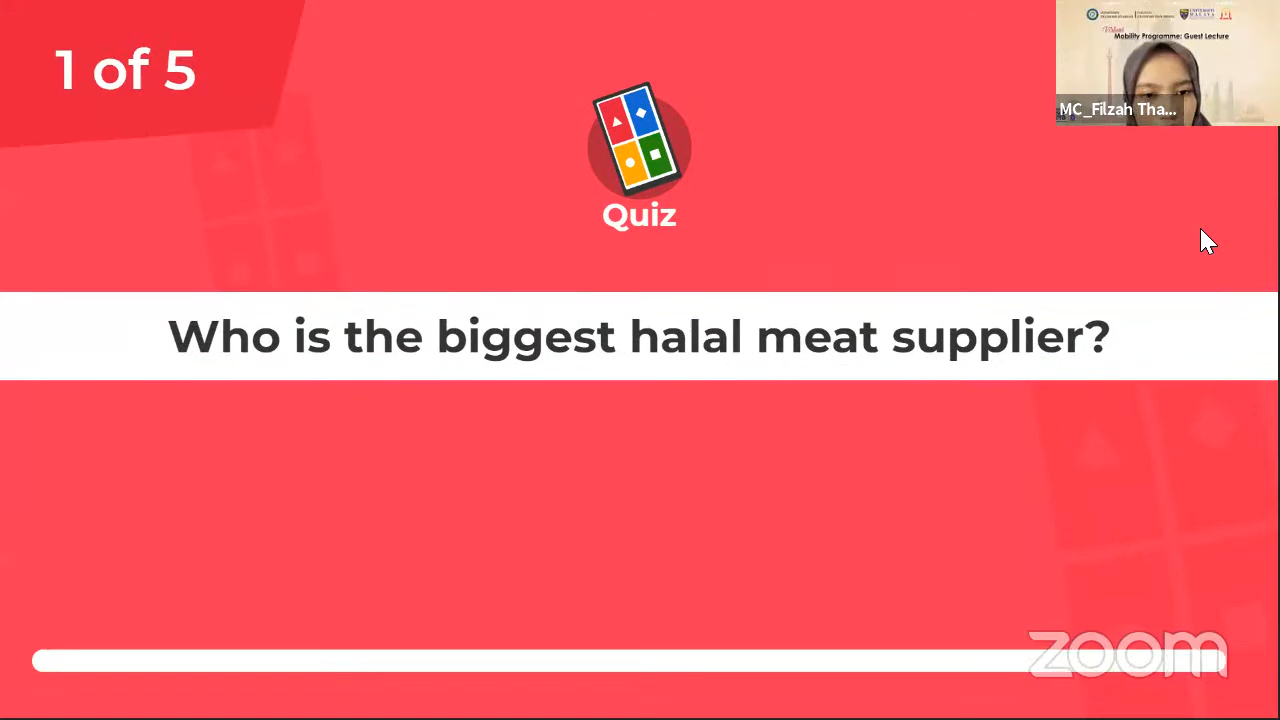 1 of 5
Mobility Programme: Guest Lecture
MC_Filzah Tha...
Quiz
Who is the biggest halal meat supplier?
zoom